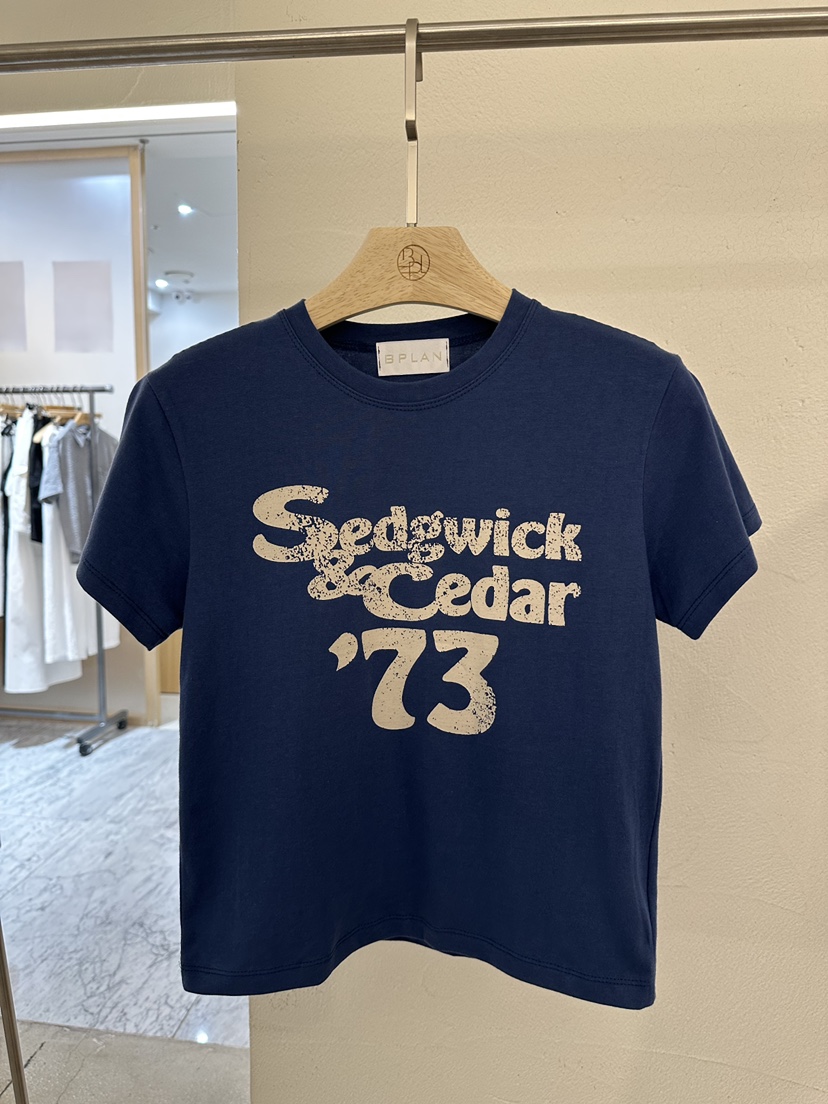 BPLAN
Sedgwick
& Cedar
'73